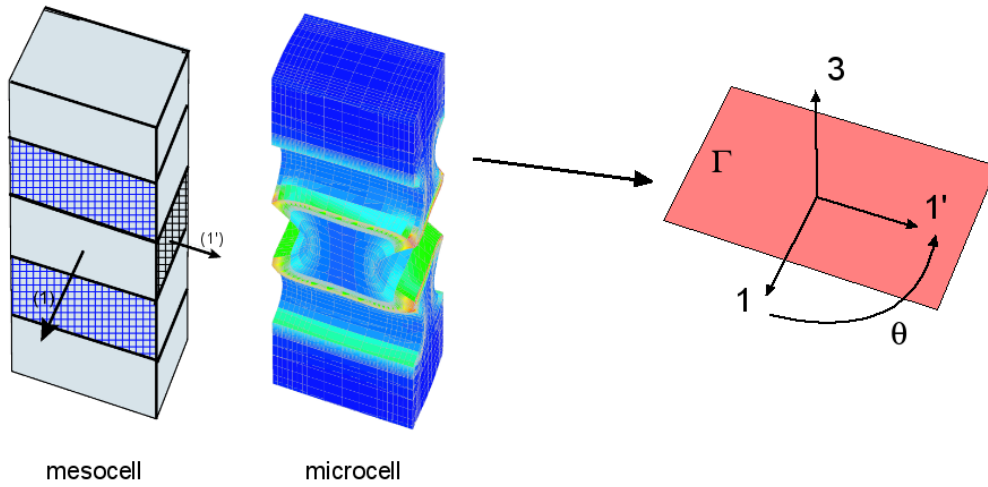 (1)
(1')
mesocell
microcell
3
Γ
1'
1
θ